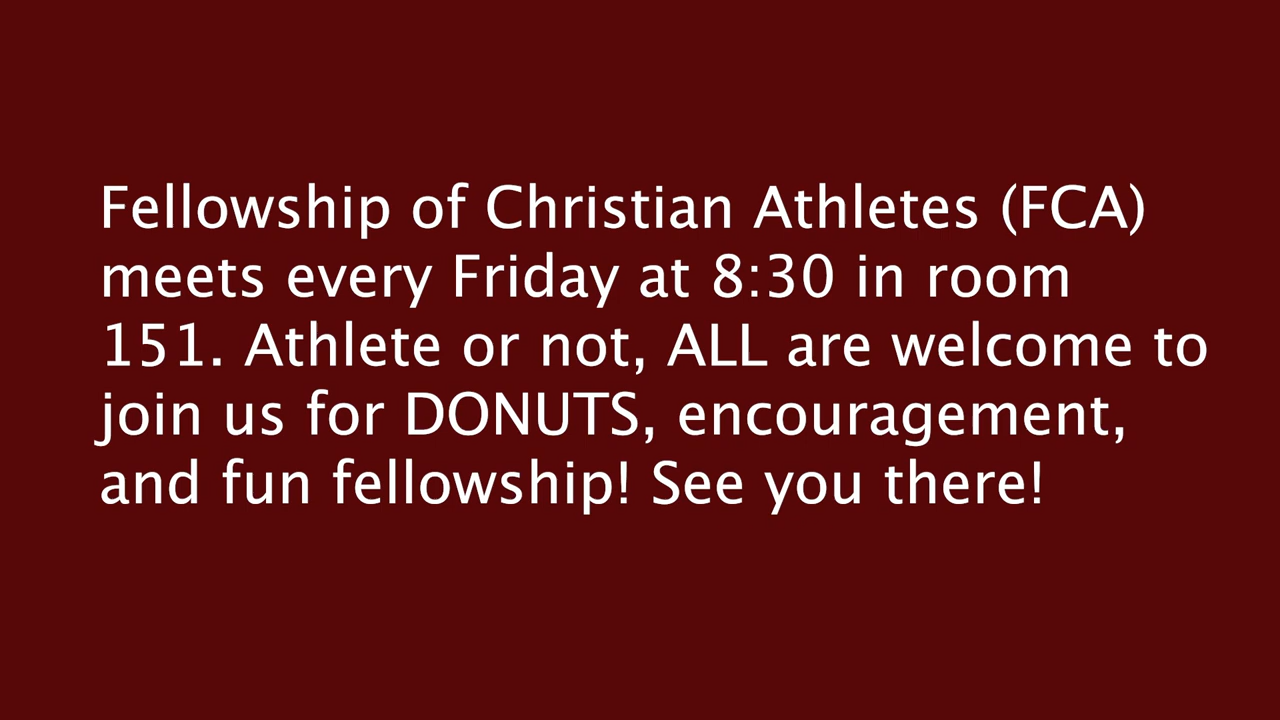 Fellowship of Christian Athletes (FCA)
meets every Friday at 8:30 in room
151. Athlete or not, ALL are welcome to
join us for DONUTS, encouragement,
and fun fellowship! See you there!